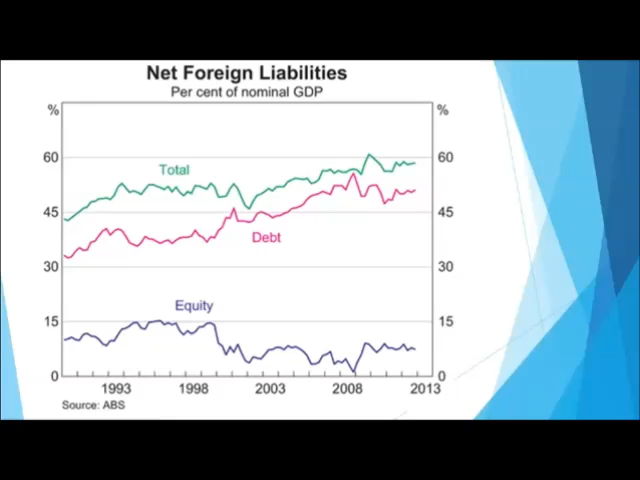 Net Foreign Liabilities
Per cent of nominal GDP
% %
60 60
Total
45 45
Debt
30 30
Equity
15 15
0 0
1993 1998 2003 2008 2013
Source: ABS